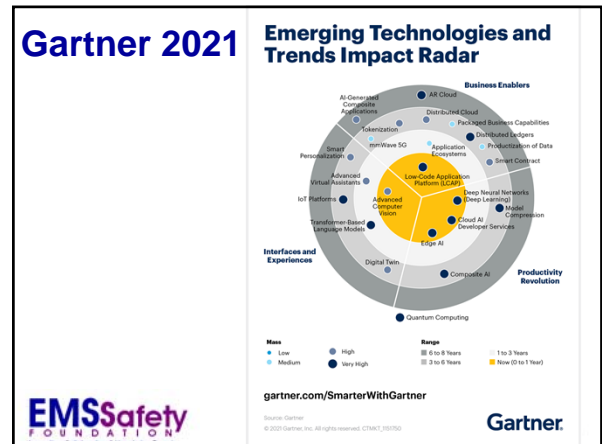 Gartner 2021
Emerging Technologies and
Trends Impact Radar
Business Enablers
AR Cloud
AI-Generated
Composite
Applications
Distributed Cloud
Packaged Business Capabilities
Tokenization
Distributed Ledgers
mmWave 5G
Application
Ecosystems
Productization of Data
Smart
Personalization
Smart Contract
Low-Code Application
Platform (LCAP)
Advanced
Virtual Assistants
Deep Neural Networks
(Deep Learning)
IoT Platforms
Advanced
Computer
Vision
Model
Compression
Transformer-Based
Language Models
Cloud AI
Developer Services
Edge AI
Interfaces and
Experiences
Digital Twin
Composite AI
Productivity
Revolution
Quantum Computing
Mass
Low
High
Medium
Very High
Range
6 to 8 Years
1 to 3 Years
3 to 6 Years
Now (0 to 1 Year)
gartner.com/SmarterWithGartner
Source: Gartner
© 2021 Gartner, Inc. All rights reserved. CTMKT_1151750
EMSSafety
FOUNDATION
Gartner.